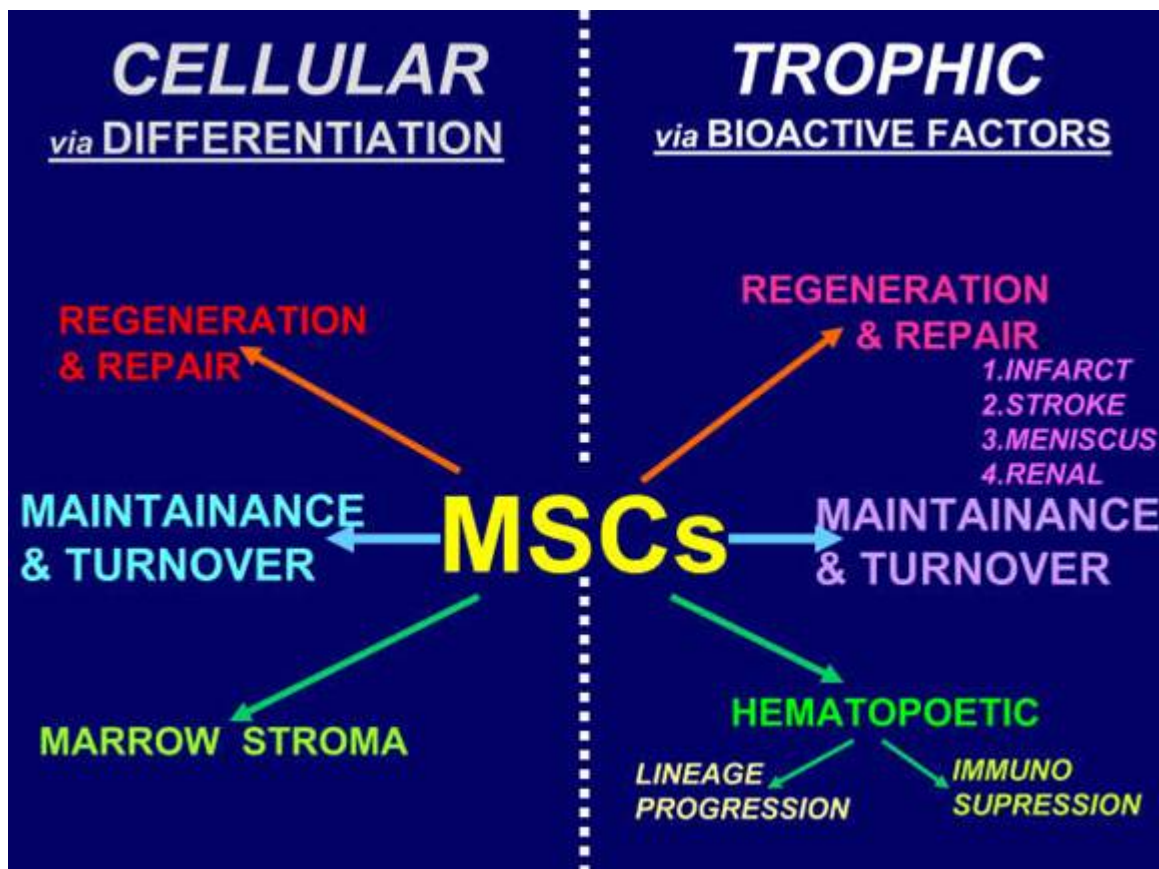 CELLULAR
via DIFFERENTIATION
REGENERATION
& REPAIR
MAINTAINANCE
& TURNOVER
MARROW STROMA
MSCs
TROPHIC
via BIOACTIVE FACTORS
REGENERATION
& REPAIR
1.INFARCT
2.STROKE
3.MENISCUS
4.RENAL
MAINTAINANCE
& TURNOVER
HEMATOPOETIC
LINEAGE
PROGRESSION
IMMUNO
SUPRESSION